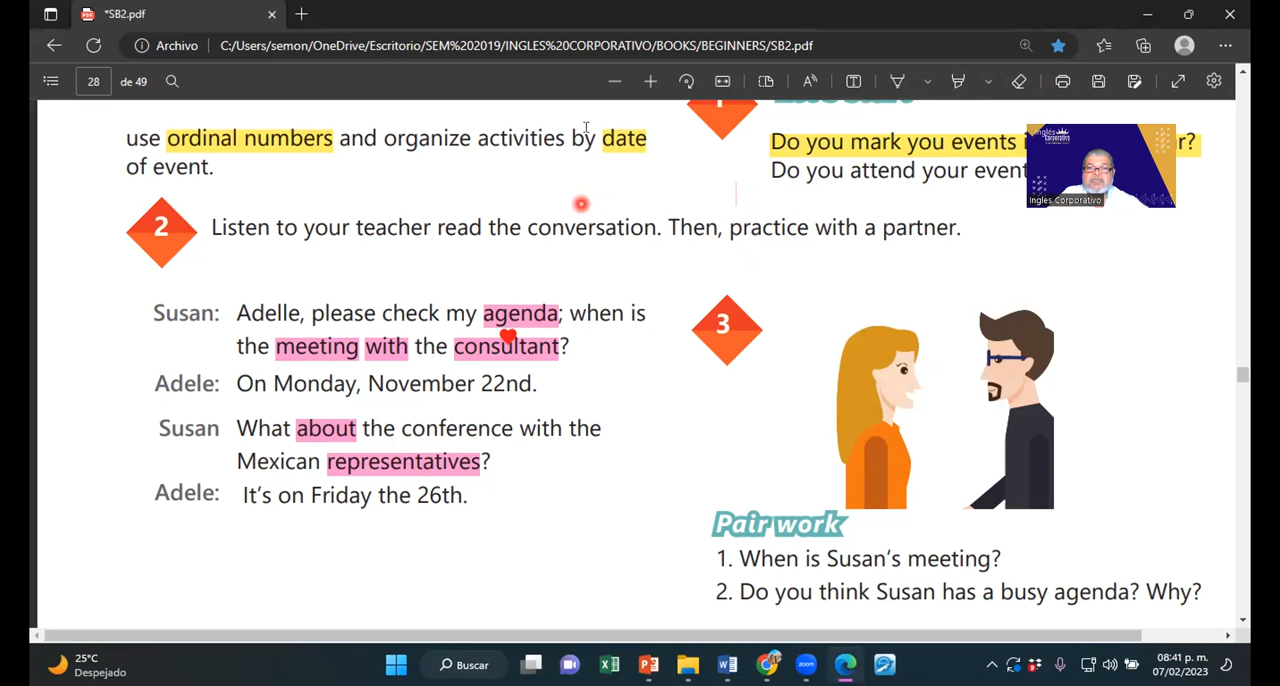 *SB2.pdf
Archivo C:/Users/semon/OneDrive/Escritorio/SEM%202019/INGLES%20CORPORATIVO/BOOKS/BEGINNERS/SB2.pdf
28 de 49
use ordinal numbers and organize activities by date
of event.
Do you mark you events
r?
Do you attend your event
Inglés
Corporativo
Ingles Corporativo
2 Listen to your teacher read the conversation. Then, practice with a partner.
Susan: Adelle, please check my agenda; when is
the meeting with the consultant?
Adele: On Monday, November 22nd.
Susan What about the conference with the
Mexican representatives?
Adele: It's on Friday the 26th.
3
Pair work
1. When is Susan's meeting?
2. Do you think Susan has a busy agenda? Why?
25°C
Despejado
Buscar
zoom
08:41 p. m.
07/02/2023